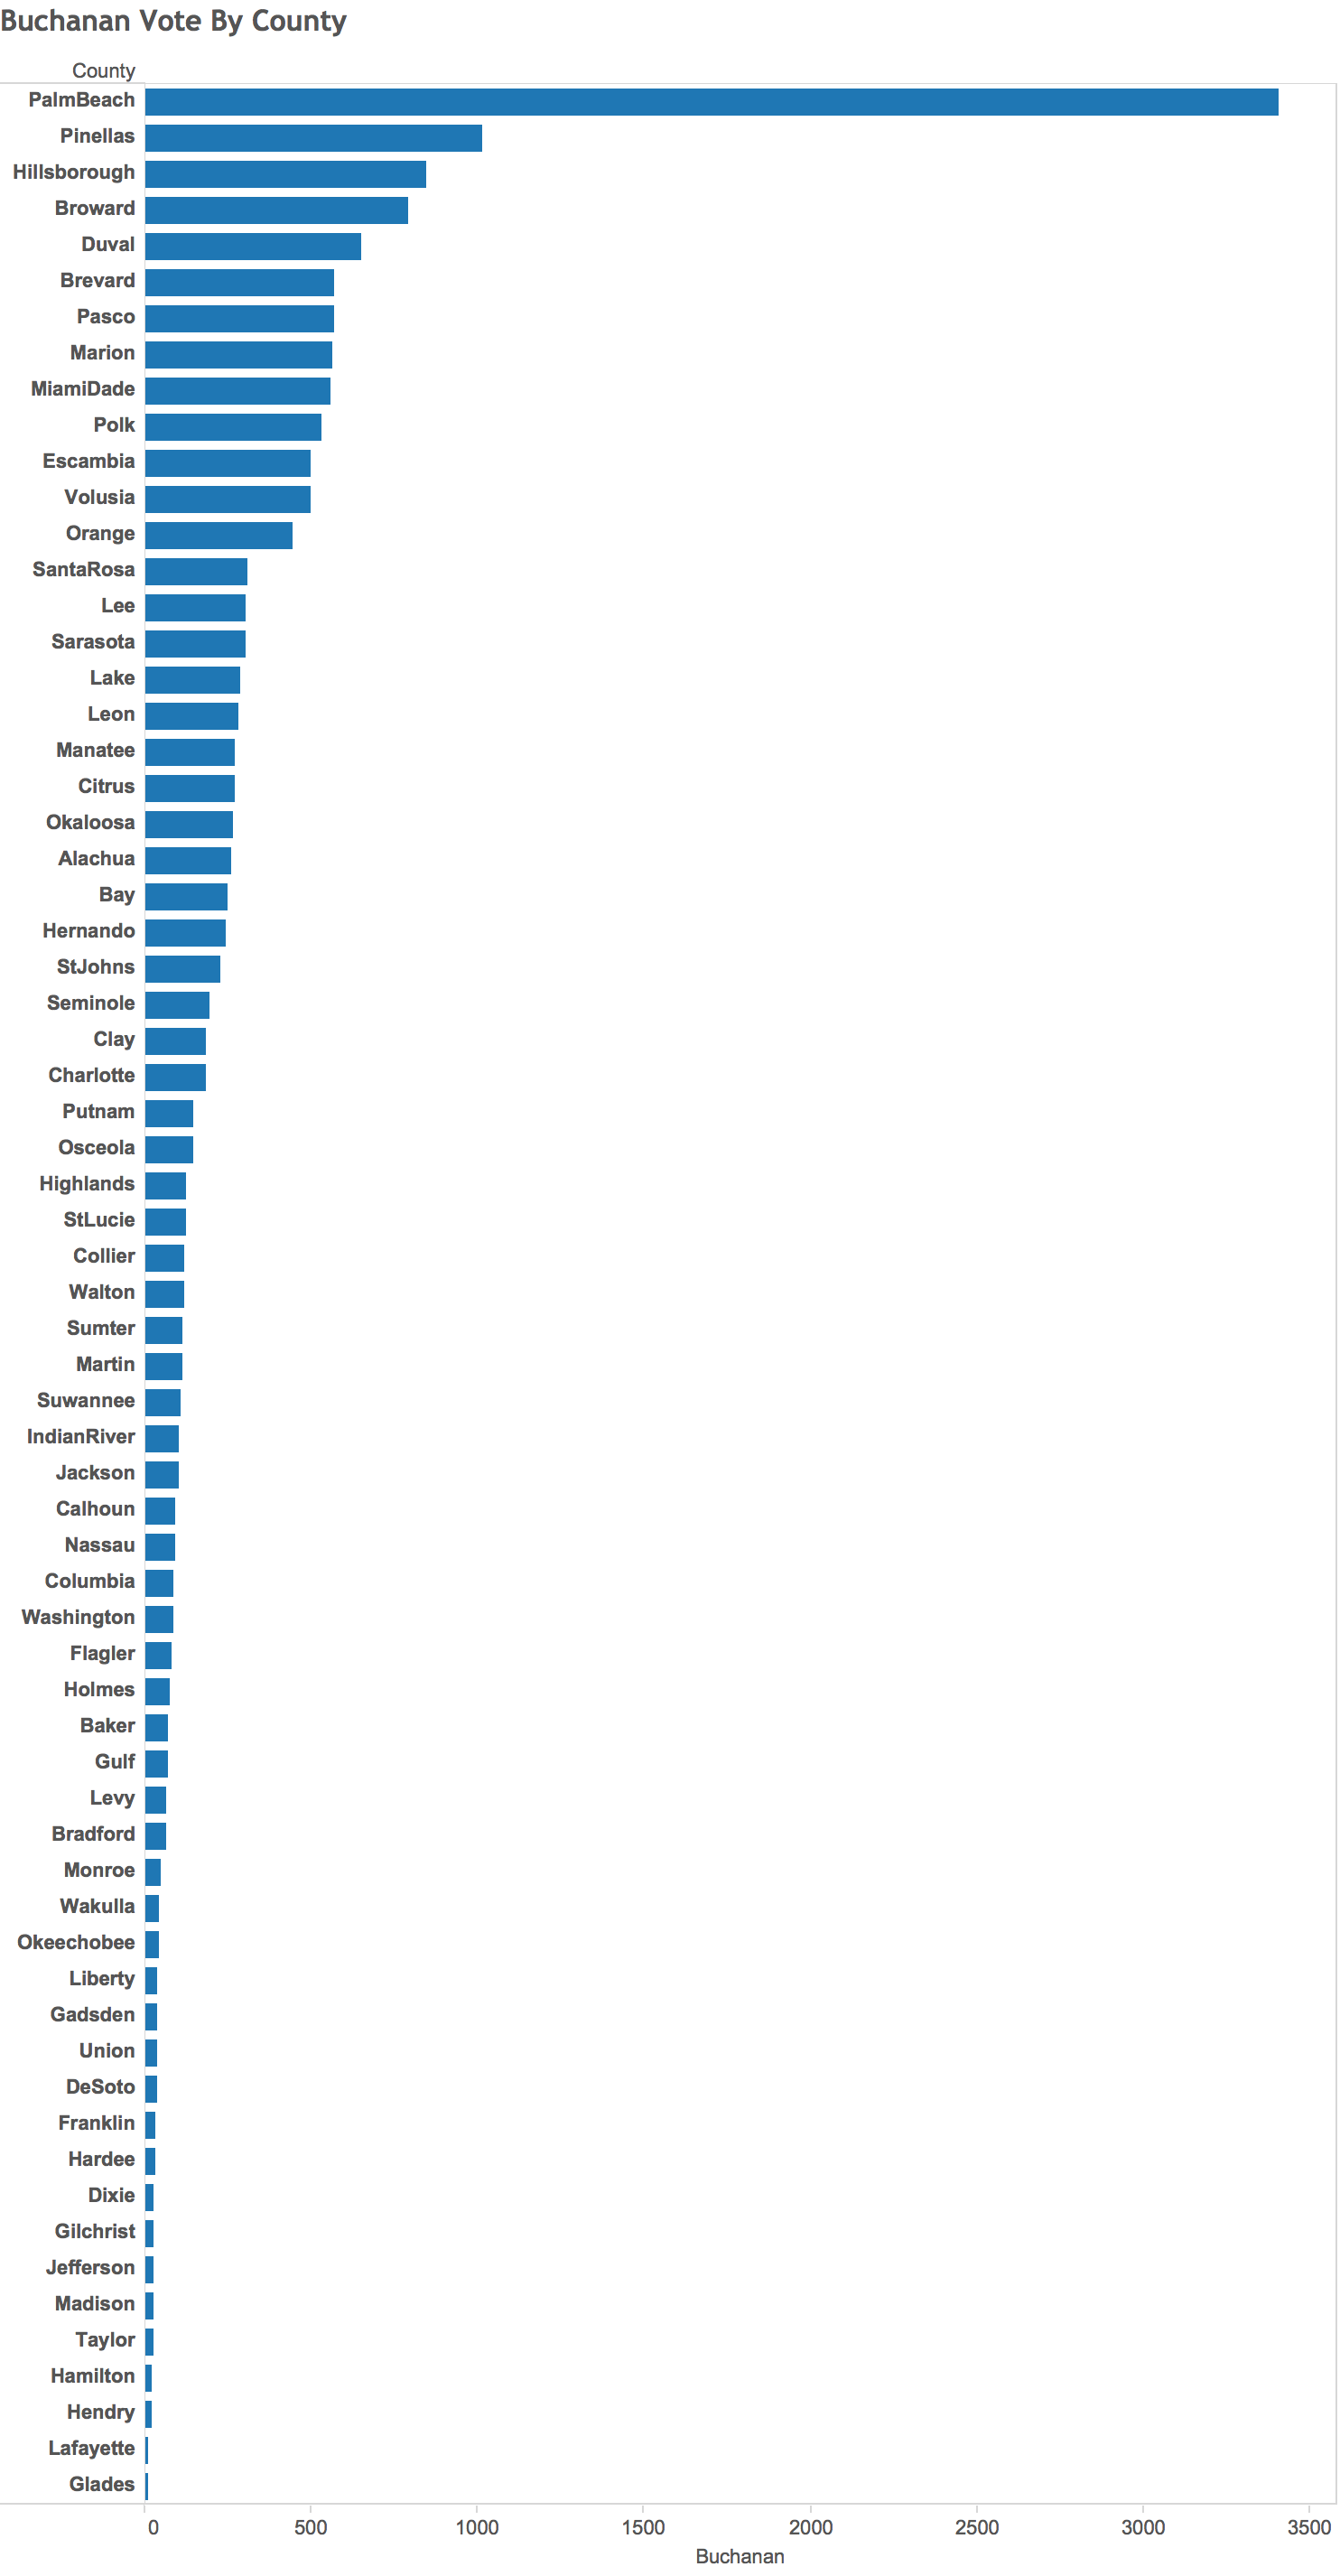 Buchanan Vote By County
County
PalmBeach
Pinellas
Hillsborough
Broward
Duval
Brevard
Pasco
Marion
MiamiDade
Polk
Escambia
Volusia
Orange
SantaRosa
Lee
Sarasota
Lake
Leon
Manatee
Citrus
Okaloosa
Alachua
Bay
Hernando
StJohns
Seminole
Clay
Charlotte
Putnam
Osceola
Highlands
StLucie
Collier
Walton
Sumter
Martin
Suwannee
IndianRiver
Jackson
Calhoun
Nassau
Columbia
Washington
Flagler
Holmes
Baker
Gulf
Levy
Bradford
Monroe
Wakulla
Okeechobee
Liberty
Gadsden
Union
DeSoto
Franklin
Hardee
Dixie
Gilchrist
Jefferson
Madison
Taylor
Hamilton
Hendry
Lafayette
Glades
0 500 1000 1500 2000 2500 3000 3500
Buchanan